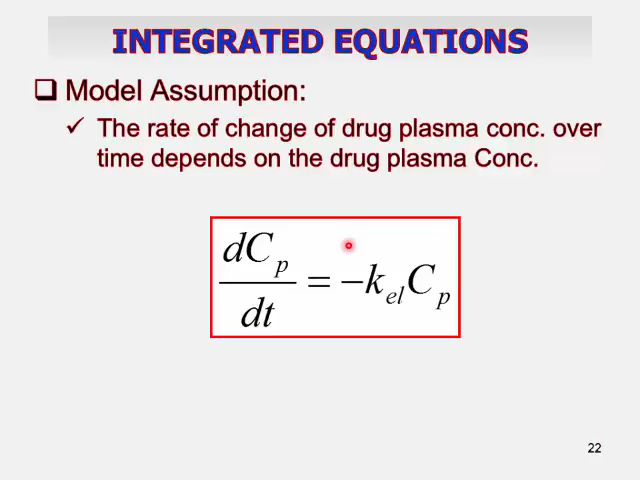 INTEGRATED EQUATIONS
❑ Model Assumption:
✓ The rate of change of drug plasma conc. over
time depends on the drug plasma Conc.
dC_p/dt = −k_el C_p
22